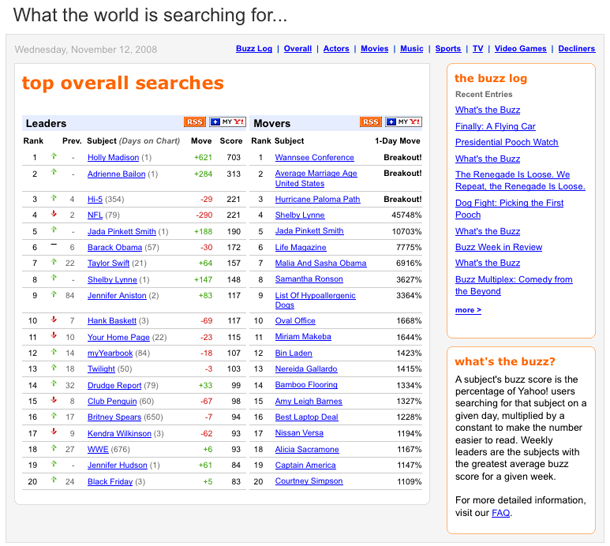 What the world is searching for...
Wednesday, November 12, 2008
Buzz Log | Overall | Actors | Movies | Music | Sports | TV | Video Games | Decliners
top overall searches
Leaders RSS + MY Y!
Rank Prev. Subject (Days on Chart) Move Score
1 - Holly Madison (1) +621 703
2 - Adrienne Bailon (1) +284 313
3 4 Hi-5 (354) -29 221
4 2 NFL (79) -290 221
5 - Jada Pinkett Smith (1) +188 190
6 6 Barack Obama (57) -30 172
7 22 Taylor Swift (21) +64 157
8 - Shelby Lynne (1) +147 148
9 84 Jennifer Aniston (2) +83 117
10 7 Hank Baskett (3) -69 117
11 10 Your Home Page (22) -23 115
12 14 myYearbook (84) -18 107
13 18 Twilight (50) -3 103
14 32 Drudge Report (79) +33 99
15 8 Club Penguin (60) -67 98
16 17 Britney Spears (650) -7 94
17 9 Kendra Wilkinson (3) -62 93
18 27 WWE (676) +6 93
19 - Jennifer Hudson (1) +61 84
20 24 Black Friday (3) +5 83
Movers RSS + MY Y!
Rank Subject 1-Day Move
1 Wannsee Conference Breakout!
2 Average Marriage Age Breakout!
United States
3 Hurricane Paloma Path Breakout!
4 Shelby Lynne 45748%
5 Jada Pinkett Smith 10703%
6 Life Magazine 7775%
7 Malia And Sasha Obama 6916%
8 Samantha Ronson 3627%
9 List Of Hypoallergenic 3364%
Dogs
10 Oval Office 1668%
11 Miriam Makeba 1644%
12 Bin Laden 1423%
13 Nereida Gallardo 1415%
14 Bamboo Flooring 1334%
15 Amy Leigh Barnes 1327%
16 Best Laptop Deal 1228%
17 Nissan Versa 1194%
18 Alicia Sacramone 1167%
19 Captain America 1147%
20 Courtney Simpson 1109%
the buzz log
Recent Entries
What's the Buzz
Finally: A Flying Car
Presidential Pooch Watch
What's the Buzz
The Renegade Is Loose. We
Repeat, the Renegade Is Loose.
Dog Fight: Picking the First
Pooch
What's the Buzz
Buzz Week in Review
What's the Buzz
Buzz Multiplex: Comedy from
the Beyond
more >
what's the buzz?
A subject's buzz score is the
percentage of Yahoo! users
searching for that subject on a
given day, multiplied by a
constant to make the number
easier to read. Weekly
leaders are the subjects with
the greatest average buzz
score for a given week.
For more detailed information,
visit our FAQ.